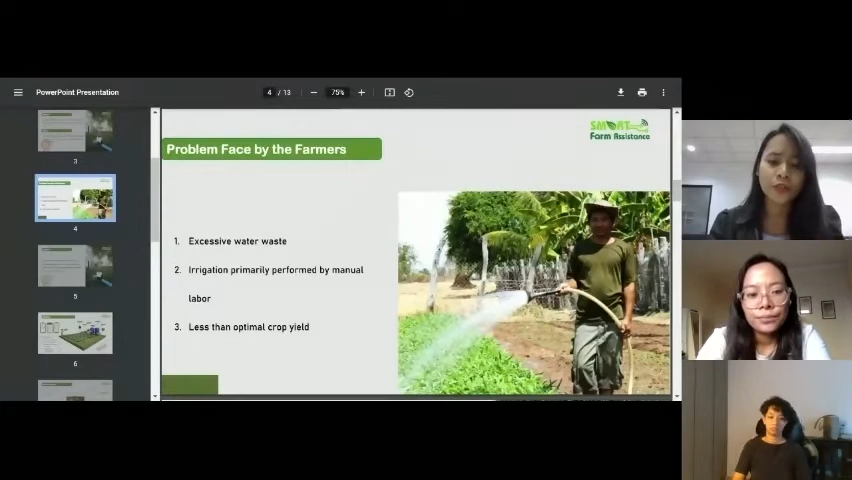 PowerPoint Presentation
4 / 13
75%
SMART
Farm Assistance
3
Problem Face by the Farmers
4
1. Excessive water waste
2. Irrigation primarily performed by manual
labor
3. Less than optimal crop yield
5
6